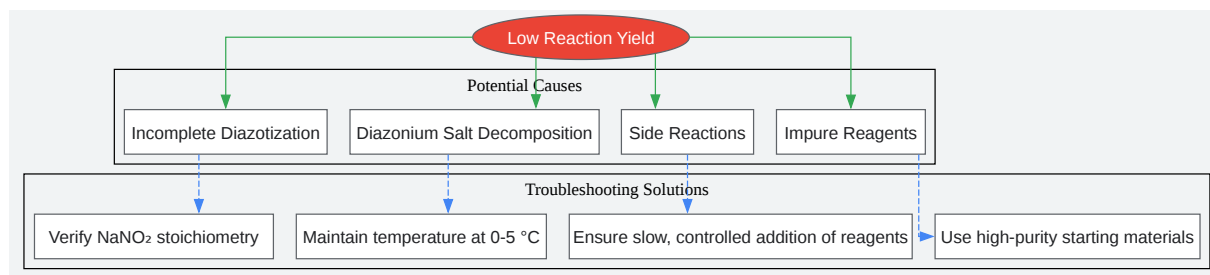 Low Reaction Yield
Potential Causes
Incomplete Diazotization
Diazonium Salt Decomposition
Side Reactions
Impure Reagents
Troubleshooting Solutions
Verify NaNO₂ stoichiometry
Maintain temperature at 0-5 °C
Ensure slow, controlled addition of reagents
Use high-purity starting materials